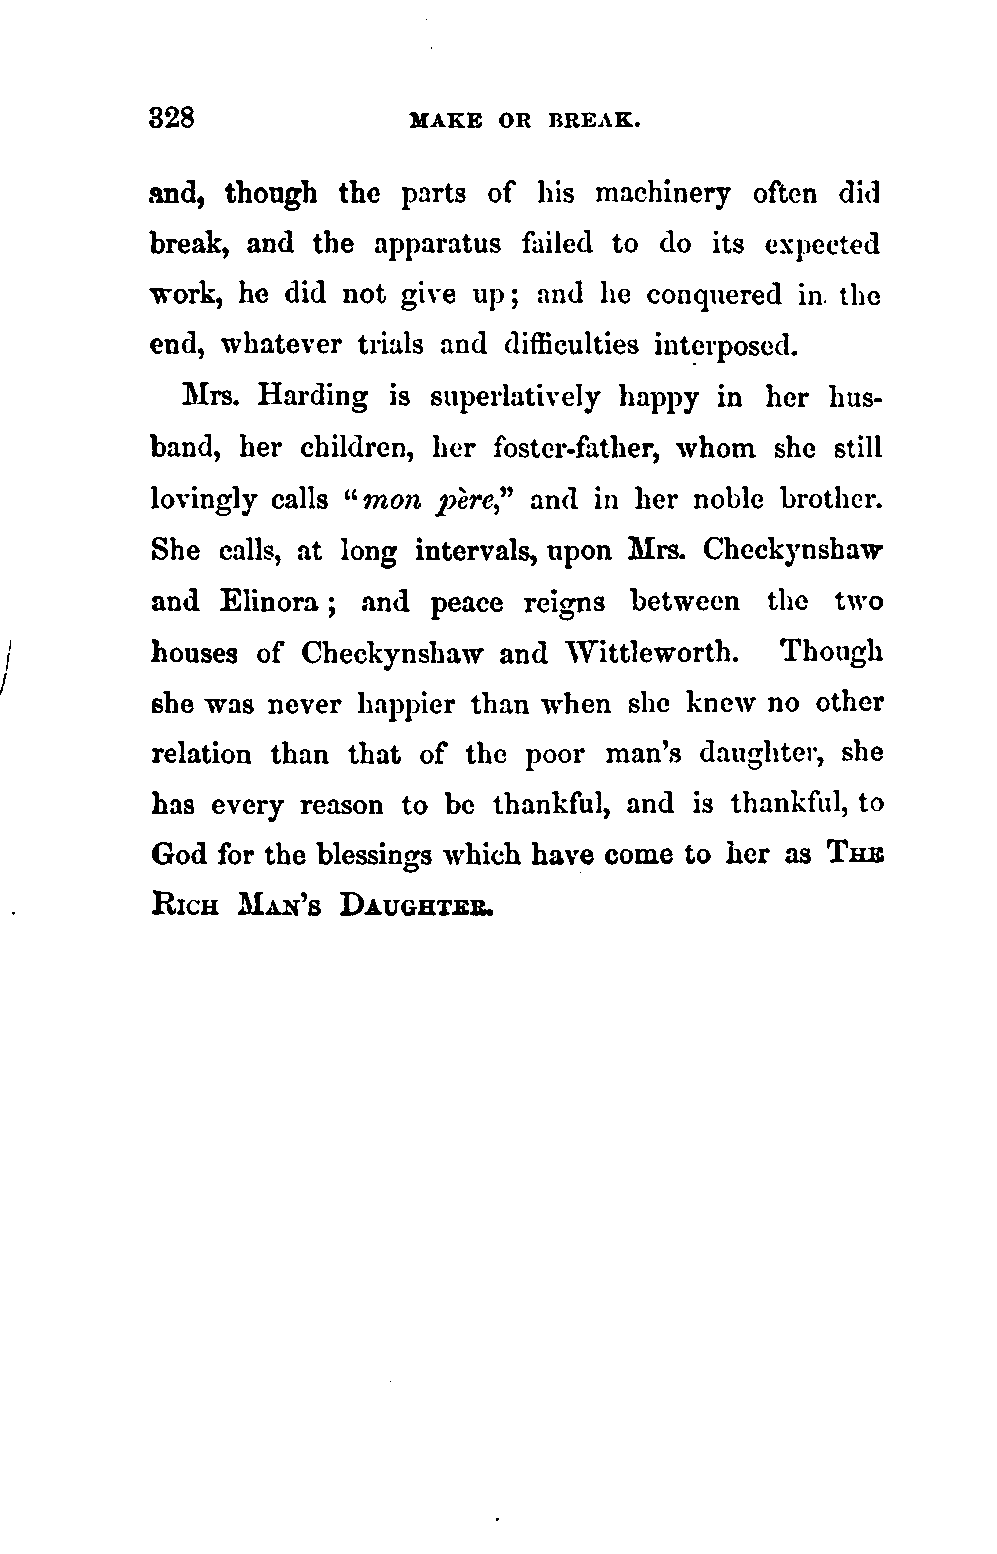 328 MAKE OR BREAK.
and, though the parts of his machinery often did
break, and the apparatus failed to do its expected
work, he did not give up; and he conquered in the
end, whatever trials and difficulties interposed.
Mrs. Harding is superlatively happy in her hus-
band, her children, her foster-father, whom she still
lovingly calls "mon père," and in her noble brother.
She calls, at long intervals, upon Mrs. Checkynshaw
and Elinora; and peace reigns between the two
houses of Checkynshaw and Wittleworth. Though
she was never happier than when she knew no other
relation than that of the poor man's daughter, she
has every reason to be thankful, and is thankful, to
God for the blessings which have come to her as THE
RICH MAN'S DAUGHTER.